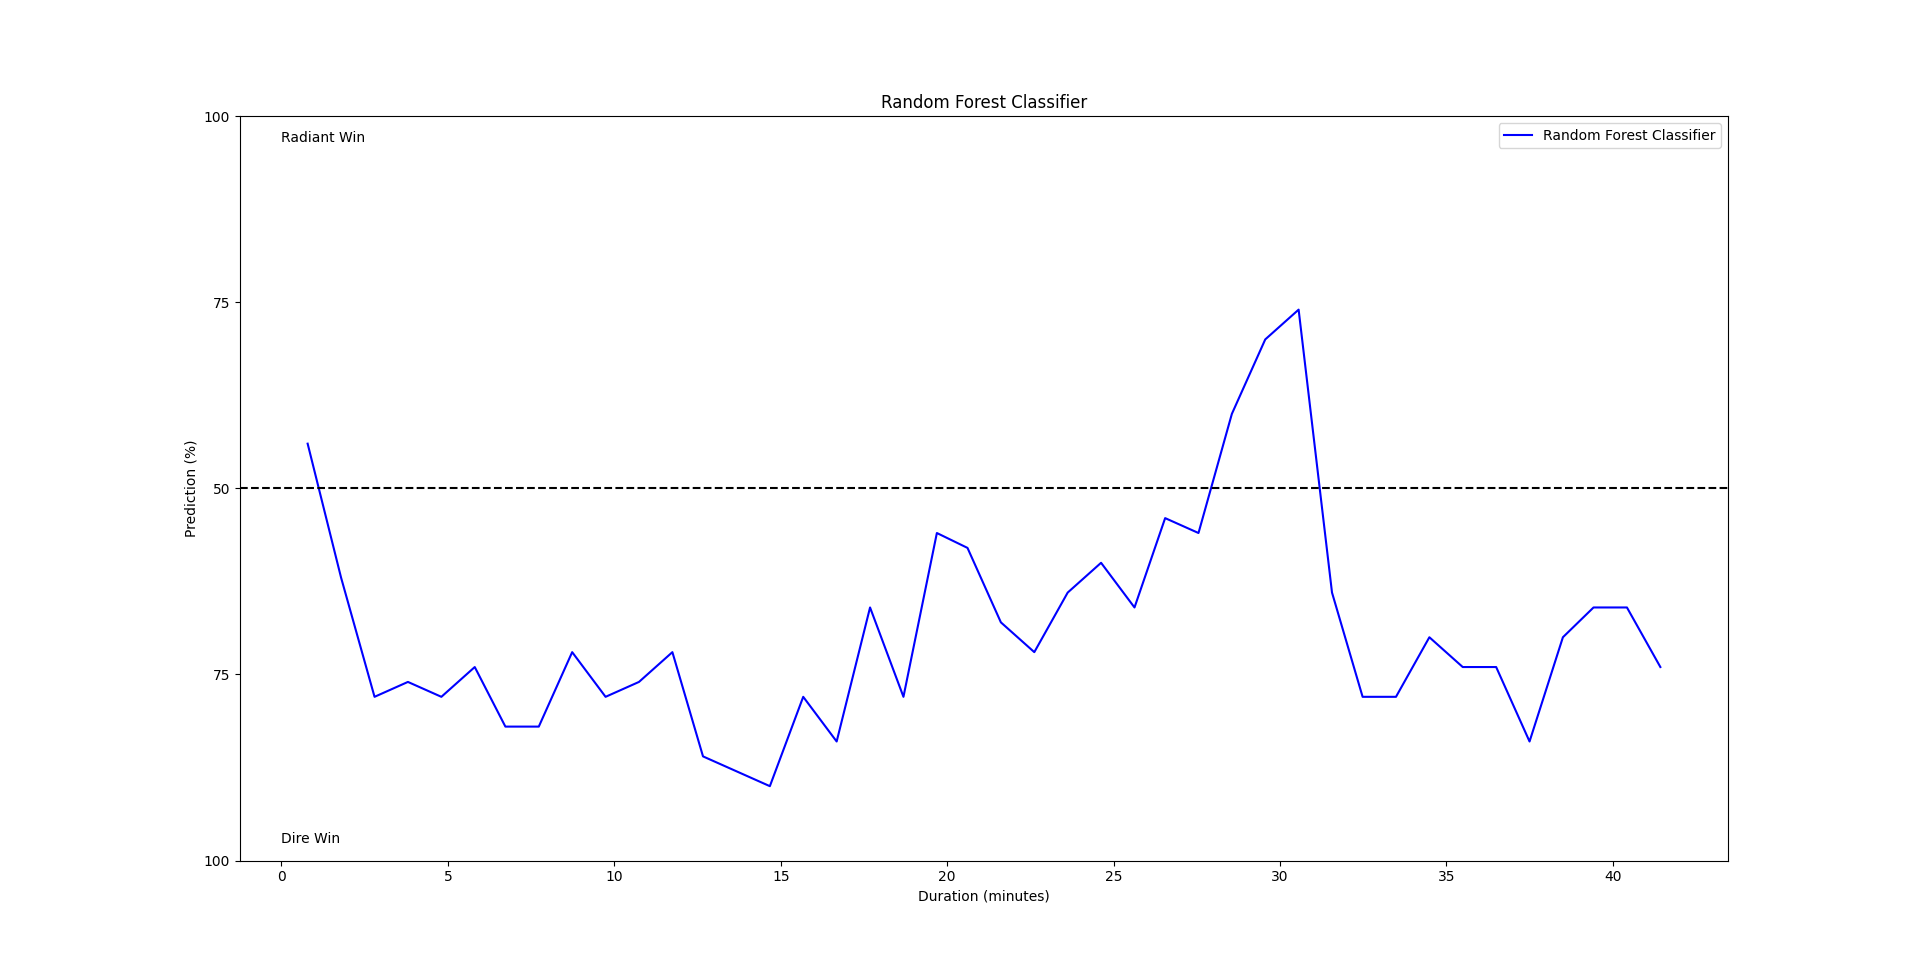 Random Forest Classifier
100
Radiant Win
Random Forest Classifier
75
Prediction (%)
50
75
Dire Win
100
0 5 10 15 20 25 30 35 40
Duration (minutes)